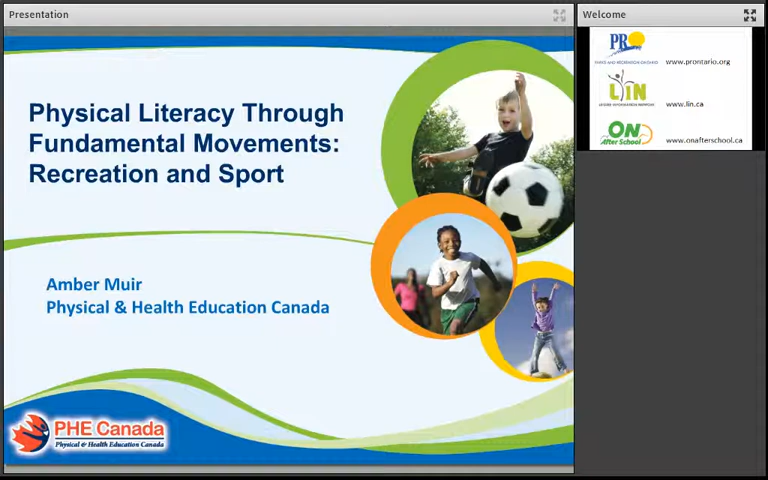 Presentation
Welcome
Physical Literacy Through
Fundamental Movements:
Recreation and Sport
Amber Muir
Physical & Health Education Canada
PHE Canada
Physical & Health Education Canada
PRO
www.prontario.org
LIN
www.lin.ca
ON
After School
www.onafterschool.ca